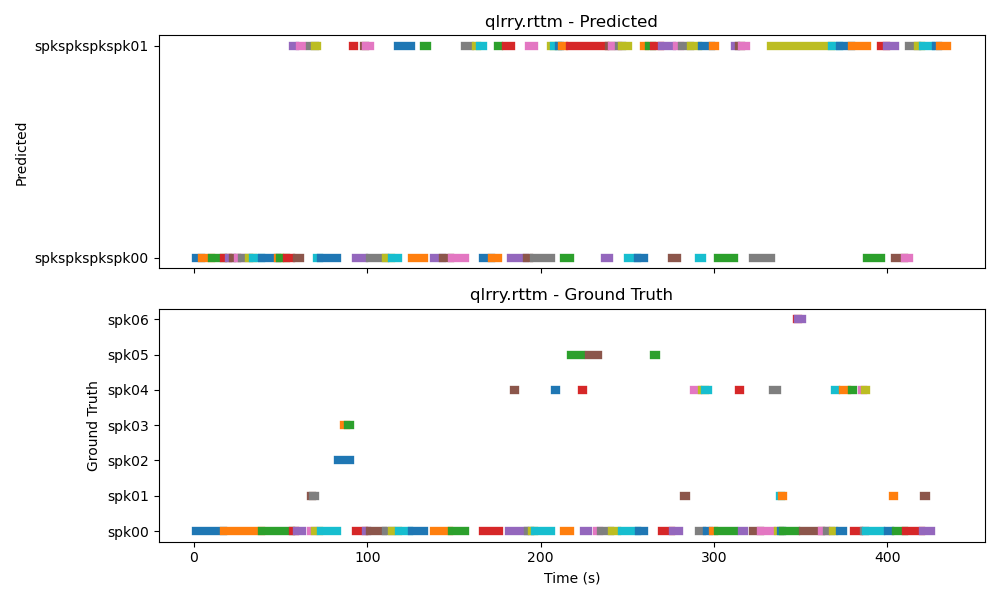 qlrry.rttm - Predicted
spkspkspkspk01
Predicted
spkspkspkspk00
qlrry.rttm - Ground Truth
spk06
spk05
spk04
spk03
Ground Truth
spk02
spk01
spk00
0 100 200 300 400
Time (s)